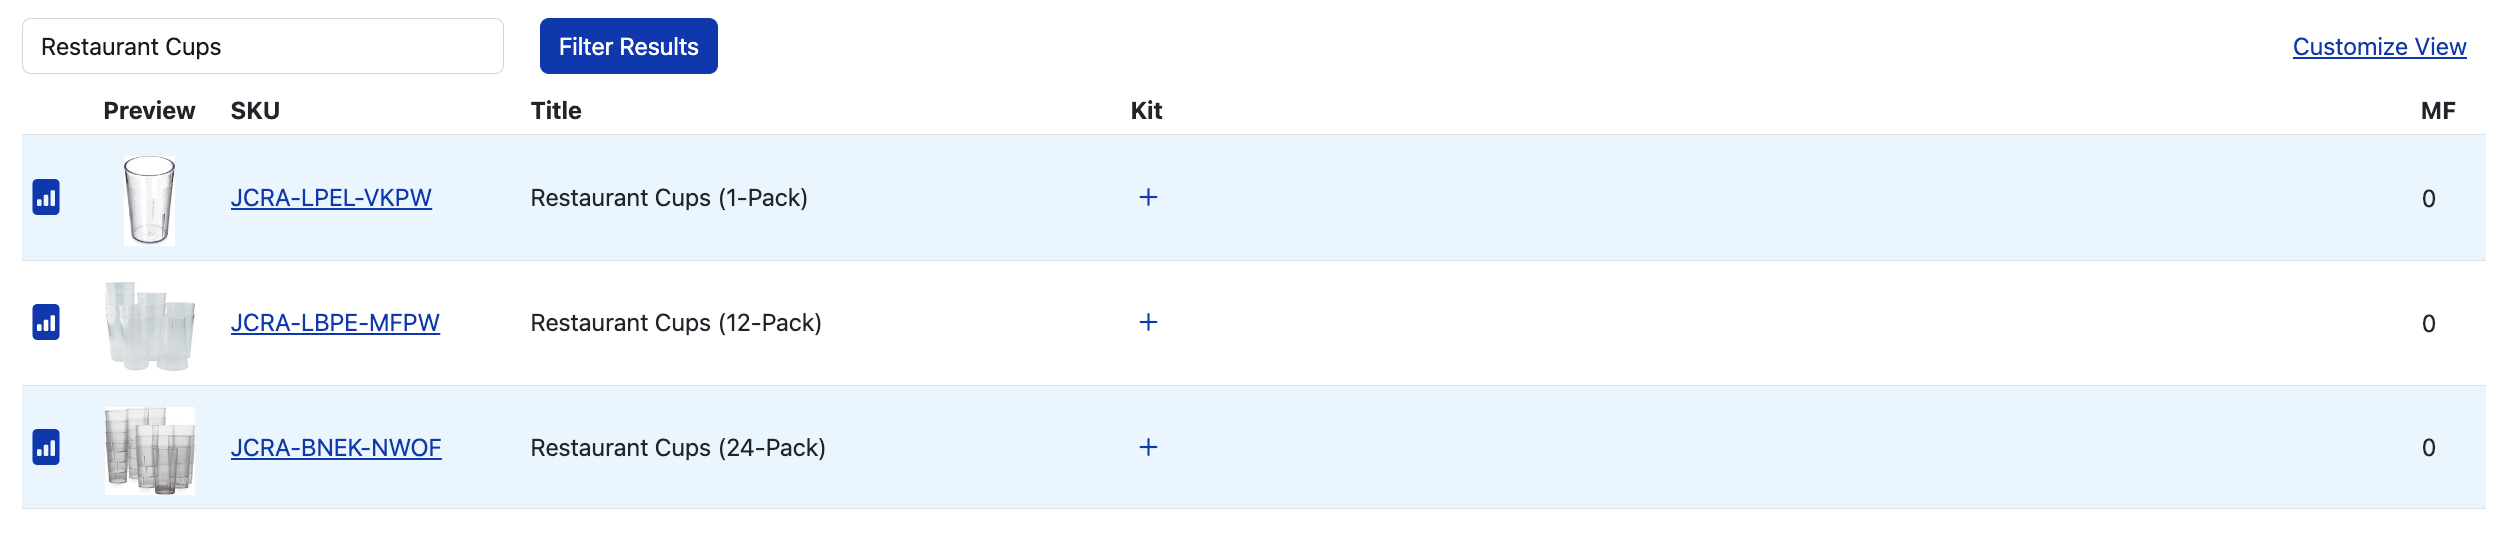 Restaurant Cups Filter Results Customize View
Preview SKU Title Kit MF
JCRA-LPEL-VKPW Restaurant Cups (1-Pack) + 0
JCRA-LBPE-MFPW Restaurant Cups (12-Pack) + 0
JCRA-BNEK-NWOF Restaurant Cups (24-Pack) + 0